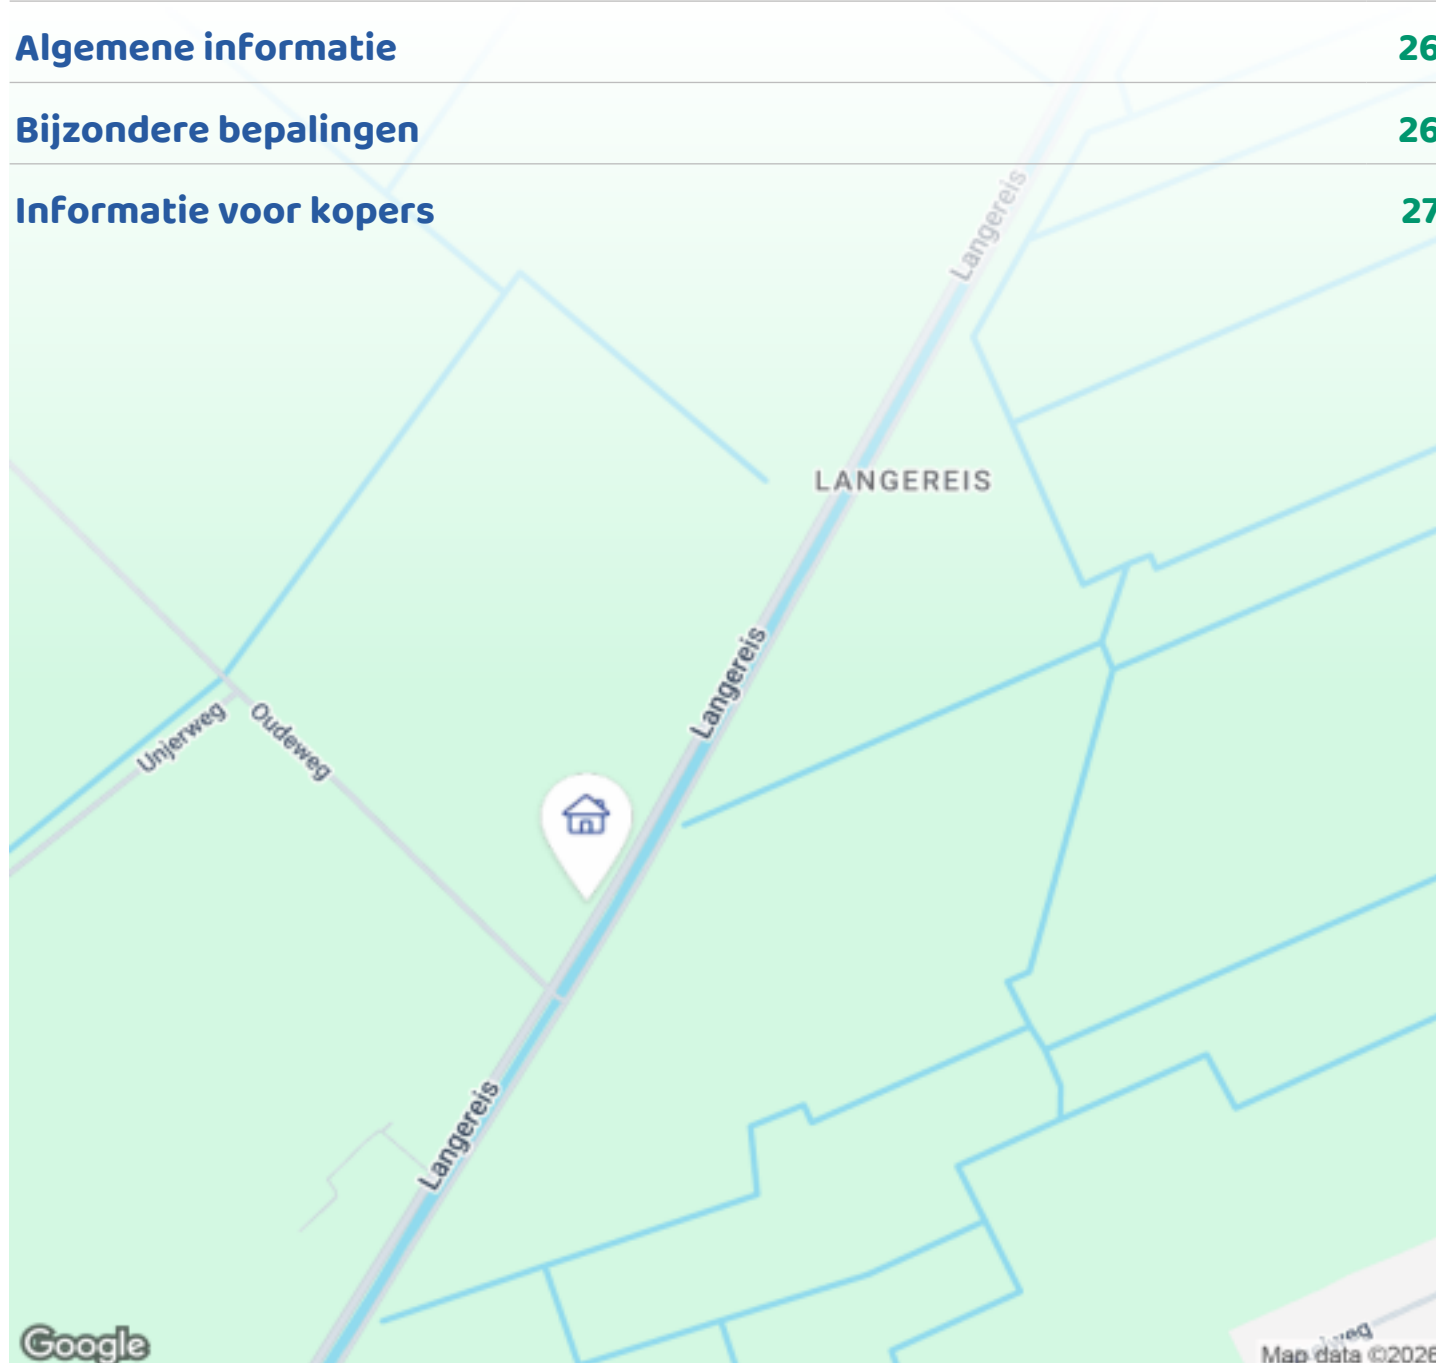 Algemene informatie 26
Bijzondere bepalingen 26
Informatie voor kopers 27
Langereis
LANGEREIS
Langereis
Unjerweg
Oudeweg
Langereis
Google
Map data ©2026